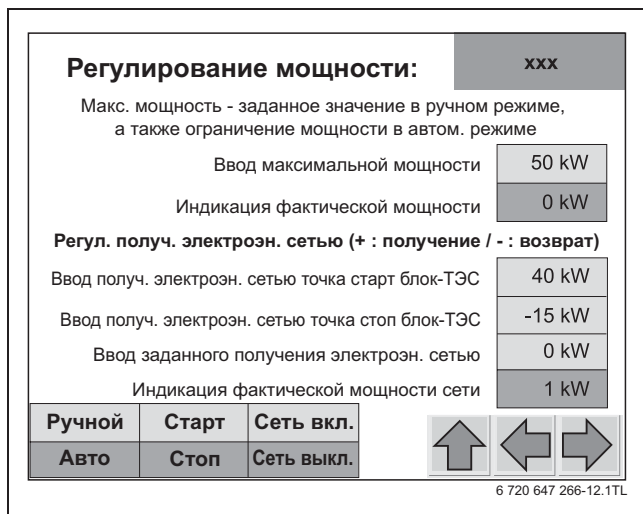 Регулирование мощности:
xxx
Макс. мощность - заданное значение в ручном режиме,
а также ограничение мощности в автом. режиме
Ввод максимальной мощности 50 kW
Индикация фактической мощности 0 kW
Регул. получ. электроэн. сетью (+ : получение / - : возврат)
Ввод получ. электроэн. сетью точка старт блок-ТЭС 40 kW
Ввод получ. электроэн. сетью точка стоп блок-ТЭС -15 kW
Ввод заданного получения электроэн. сетью 0 kW
Индикация фактической мощности сети 1 kW
Ручной Старт Сеть вкл.
Авто Стоп Сеть выкл.
6 720 647 266-12.1TL